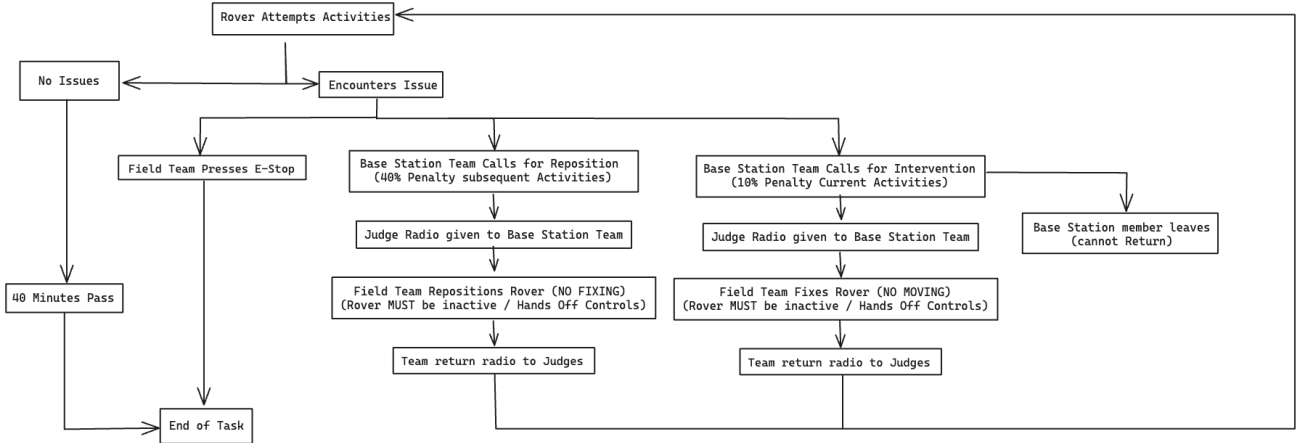 Rover Attempts Activities
No Issues
Encounters Issue
Field Team Presses E-Stop
Base Station Team Calls for Reposition
(40% Penalty subsequent Activities)
Base Station Team Calls for Intervention
(10% Penalty Current Activities)
Judge Radio given to Base Station Team
Judge Radio given to Base Station Team
Base Station member leaves
(cannot Return)
40 Minutes Pass
Field Team Repositions Rover (NO FIXING)
(Rover MUST be inactive / Hands Off Controls)
Field Team Fixes Rover (NO MOVING)
(Rover MUST be inactive / Hands Off Controls)
Team return radio to Judges
Team return radio to Judges
End of Task